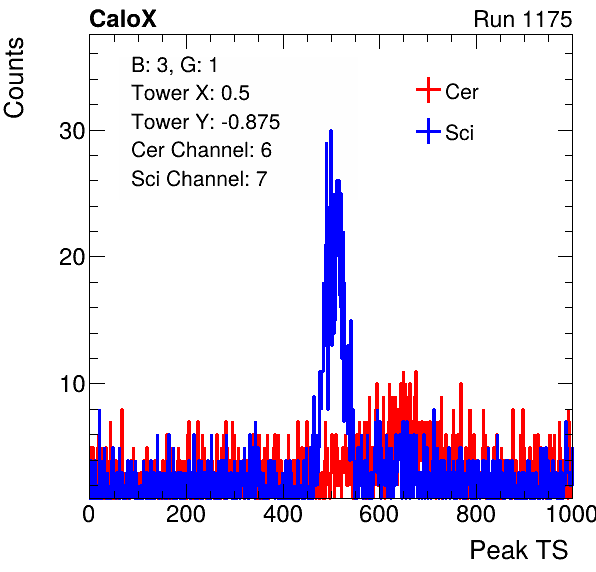 CaloX Run 1175
Counts
B: 3, G: 1
Tower X: 0.5
Tower Y: -0.875
Cer Channel: 6
Sci Channel: 7
Cer
Sci
30
20
10
0 200 400 600 800 1000
Peak TS